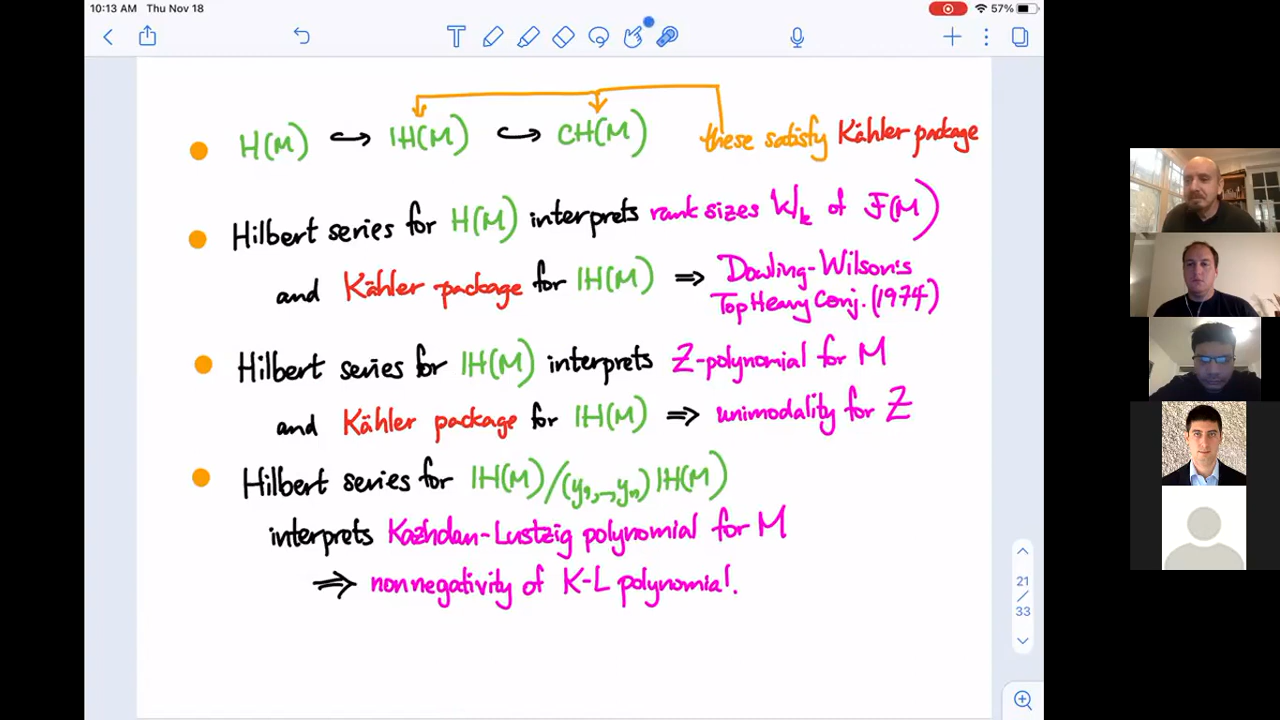 10:13 AM Thu Nov 18
57%
H(M) ↪ IH(M) ↪ CH(M) these satisfy Kähler package
Hilbert series for H(M) interprets rank sizes W_k of F(M)
and Kähler package for IH(M) ⇒ Dowling-Wilson's
Top Heavy Conj. (1974)
Hilbert series for IH(M) interprets Z-polynomial for M
and Kähler package for IH(M) ⇒ unimodality for Z
Hilbert series for IH(M)/(y₁,...,yₙ)IH(M)
interprets Kazhdan-Lustzig polynomial for M
⇒ nonnegativity of K-L polynomial.
21
/
33